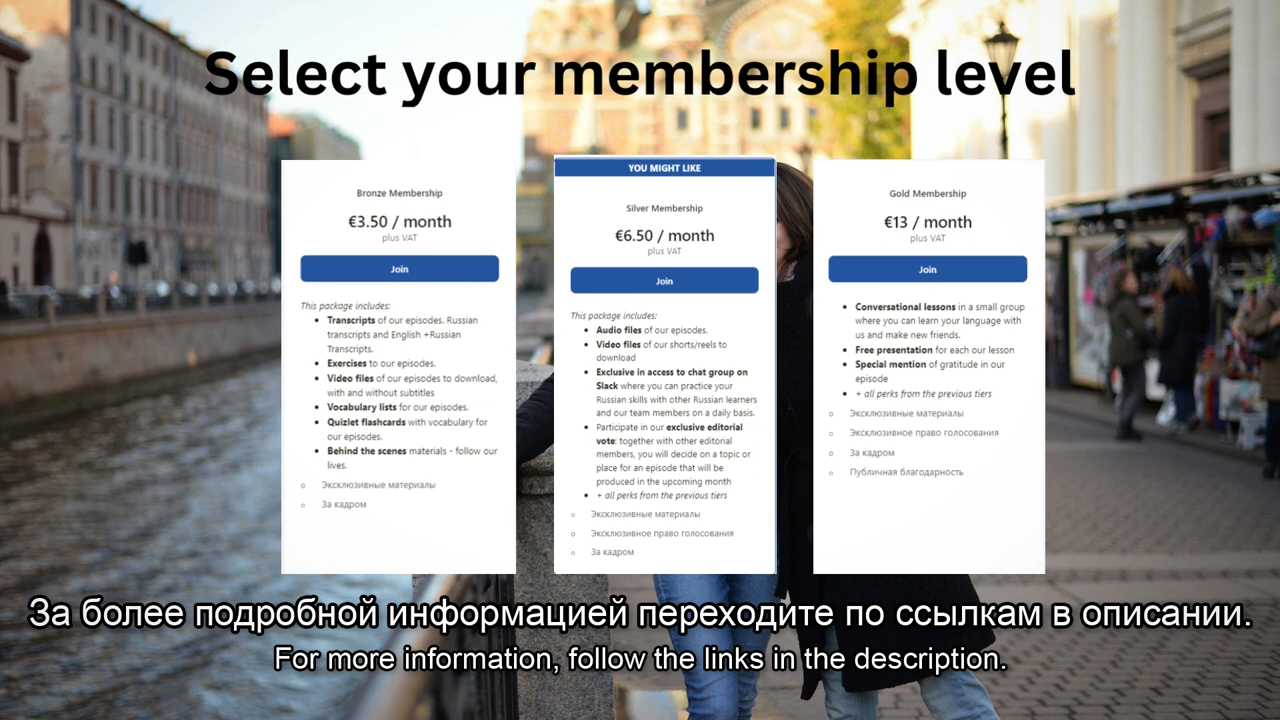 Select your membership level
Bronze Membership
€3.50 / month
plus VAT
Join
This package includes:
• Transcripts of our episodes. Russian
transcripts and English +Russian
Transcripts.
• Exercises to our episodes.
• Video files of our episodes to download,
with and without subtitles
• Vocabulary lists for our episodes.
• Quizlet flashcards with vocabulary for
our episodes.
• Behind the scenes materials - follow our
lives.
○ Эксклюзивные материалы
○ За кадром
YOU MIGHT LIKE
Silver Membership
€6.50 / month
plus VAT
Join
This package includes:
• Audio files of our episodes.
• Video files of our shorts/reels to
download
• Exclusive in access to chat group on
Slack where you can practice your
Russian skills with other Russian learners
and our team members on a daily basis.
• Participate in our exclusive editorial
vote: together with other editorial
members, you will decide on a topic or
place for an episode that will be
produced in the upcoming month
• + all perks from the previous tiers
○ Эксклюзивные материалы
○ Эксклюзивное право голосования
○ За кадром
Gold Membership
€13 / month
plus VAT
Join
• Conversational lessons in a small group
where you can learn your language with
us and make new friends.
• Free presentation for each our lesson
• Special mention of gratitude in our
episode
• + all perks from the previous tiers
○ Эксклюзивные материалы
○ Эксклюзивное право голосования
○ За кадром
○ Публичная благодарность
За более подробной информацией переходите по ссылкам в описании.
For more information, follow the links in the description.